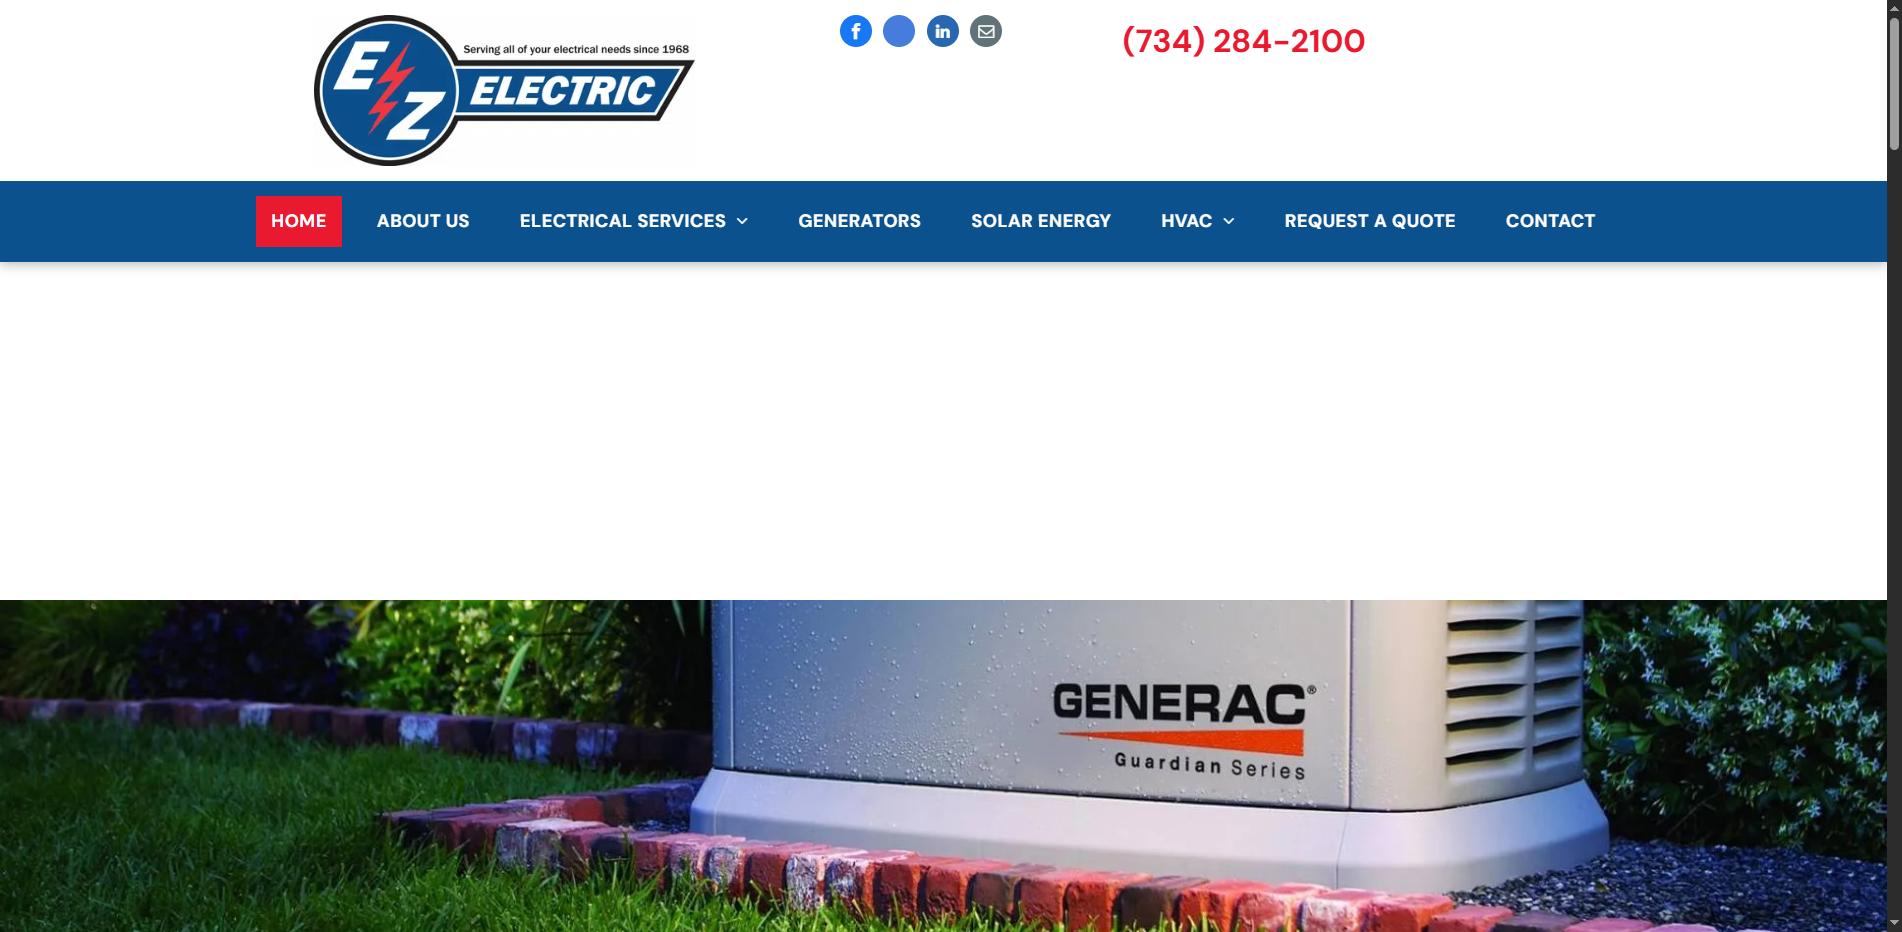 Serving all of your electrical needs since 1968
E Z
ELECTRIC
(734) 284-2100
HOME
ABOUT US
ELECTRICAL SERVICES
GENERATORS
SOLAR ENERGY
HVAC
REQUEST A QUOTE
CONTACT
GENERAC®
Guardian Series